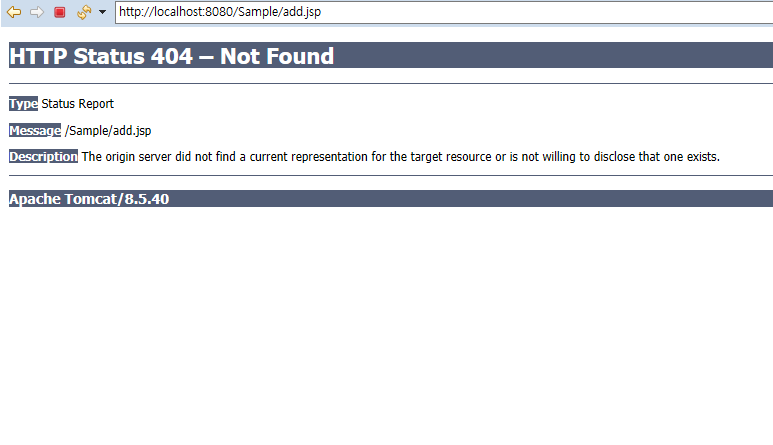 http://localhost:8080/Sample/add.jsp
HTTP Status 404 – Not Found
Type Status Report
Message /Sample/add.jsp
Description The origin server did not find a current representation for the target resource or is not willing to disclose that one exists.
Apache Tomcat/8.5.40